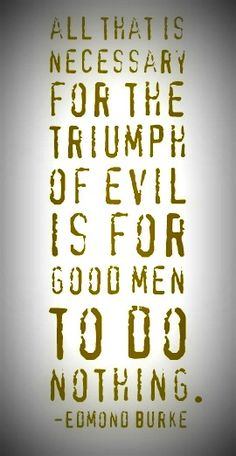 ALL THAT IS
NECESSARY
FOR THE
TRIUMPH
OF EVIL
IS FOR
GOOD MEN
TO DO
NOTHING.
-EDMOND BURKE